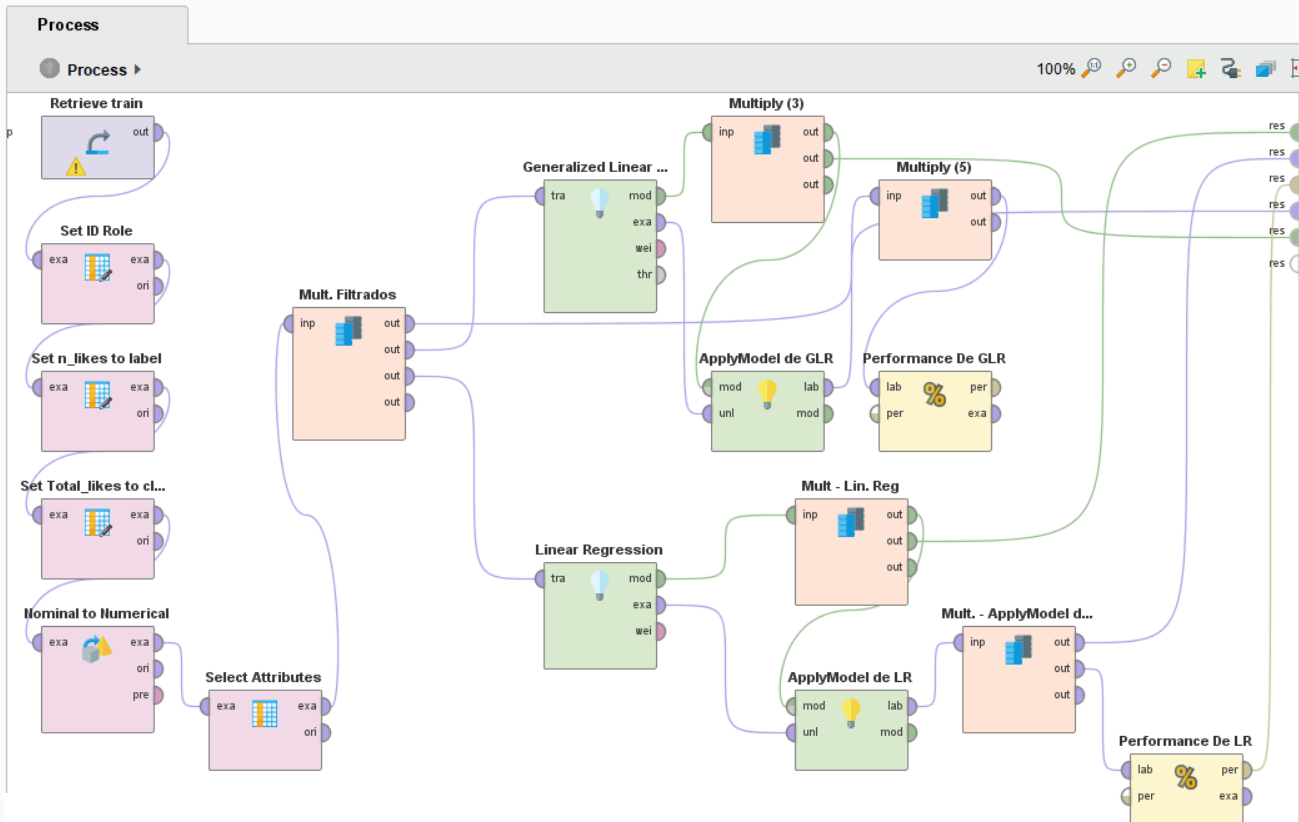 Process
Process
100%
p
Retrieve train
out
Set ID Role
exa exa
ori
Set n_likes to label
exa exa
ori
Set Total_likes to cl...
exa exa
ori
Nominal to Numerical
exa exa
ori
pre
Select Attributes
exa exa
ori
Mult. Filtrados
inp out
out
out
out
Generalized Linear ...
tra mod
exa
wei
thr
Multiply (3)
inp out
out
out
Multiply (5)
inp out
out
ApplyModel de GLR
mod lab
unl mod
Performance De GLR
lab per
per exa
Linear Regression
tra mod
exa
wei
Mult - Lin. Reg
inp out
out
out
ApplyModel de LR
mod lab
unl mod
Mult. - ApplyModel d...
inp out
out
out
Performance De LR
lab per
per exa
res
res
res
res
res
res